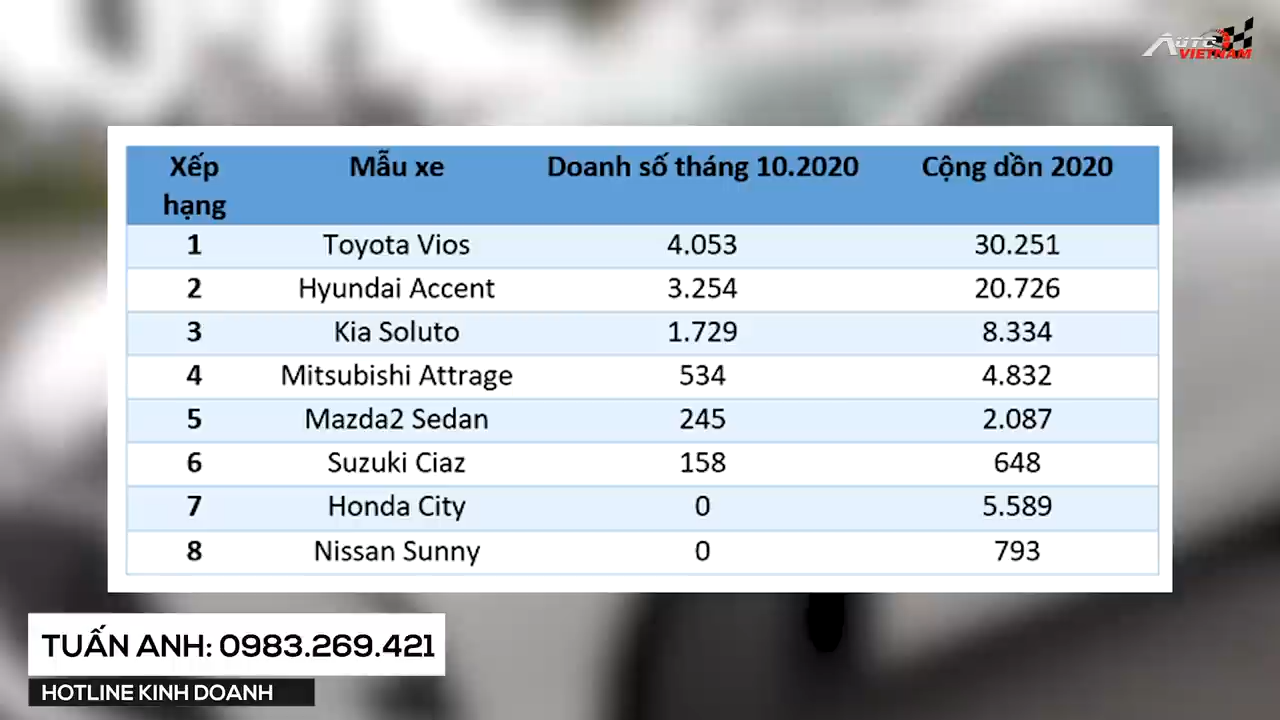 AUTO
VIETNAM
Xếp hạng Mẫu xe Doanh số tháng 10.2020 Cộng dồn 2020
1 Toyota Vios 4.053 30.251
2 Hyundai Accent 3.254 20.726
3 Kia Soluto 1.729 8.334
4 Mitsubishi Attrage 534 4.832
5 Mazda2 Sedan 245 2.087
6 Suzuki Ciaz 158 648
7 Honda City 0 5.589
8 Nissan Sunny 0 793
TUẤN ANH: 0983.269.421
HOTLINE KINH DOANH